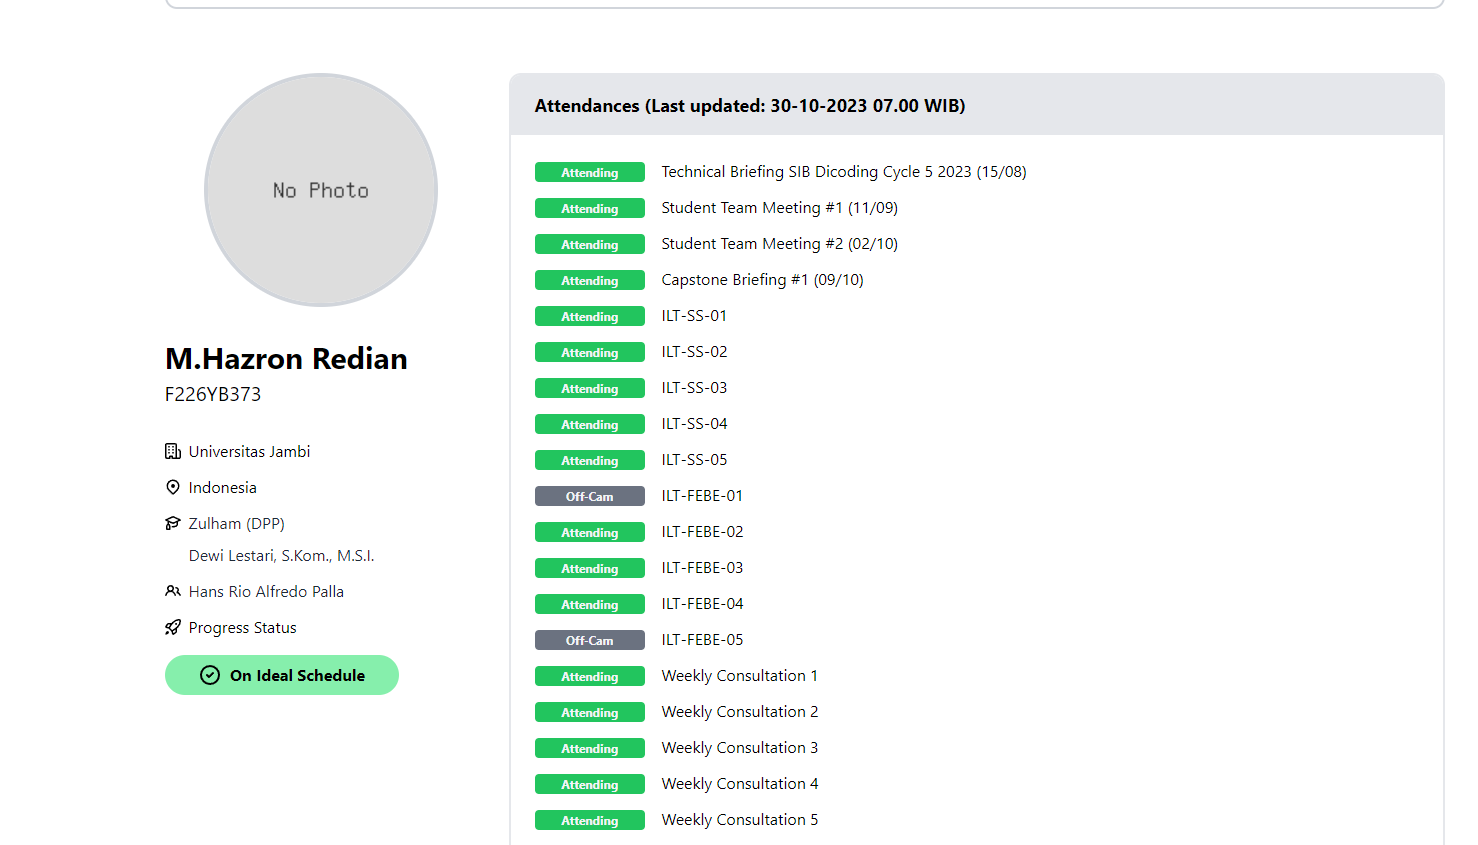 No Photo
M.Hazron Redian
F226YB373
Universitas Jambi
Indonesia
Zulham (DPP)
Dewi Lestari, S.Kom., M.S.I.
Hans Rio Alfredo Palla
Progress Status
On Ideal Schedule
Attendances (Last updated: 30-10-2023 07.00 WIB)
Attending Technical Briefing SIB Dicoding Cycle 5 2023 (15/08)
Attending Student Team Meeting #1 (11/09)
Attending Student Team Meeting #2 (02/10)
Attending Capstone Briefing #1 (09/10)
Attending ILT-SS-01
Attending ILT-SS-02
Attending ILT-SS-03
Attending ILT-SS-04
Attending ILT-SS-05
Off-Cam ILT-FEBE-01
Attending ILT-FEBE-02
Attending ILT-FEBE-03
Attending ILT-FEBE-04
Off-Cam ILT-FEBE-05
Attending Weekly Consultation 1
Attending Weekly Consultation 2
Attending Weekly Consultation 3
Attending Weekly Consultation 4
Attending Weekly Consultation 5